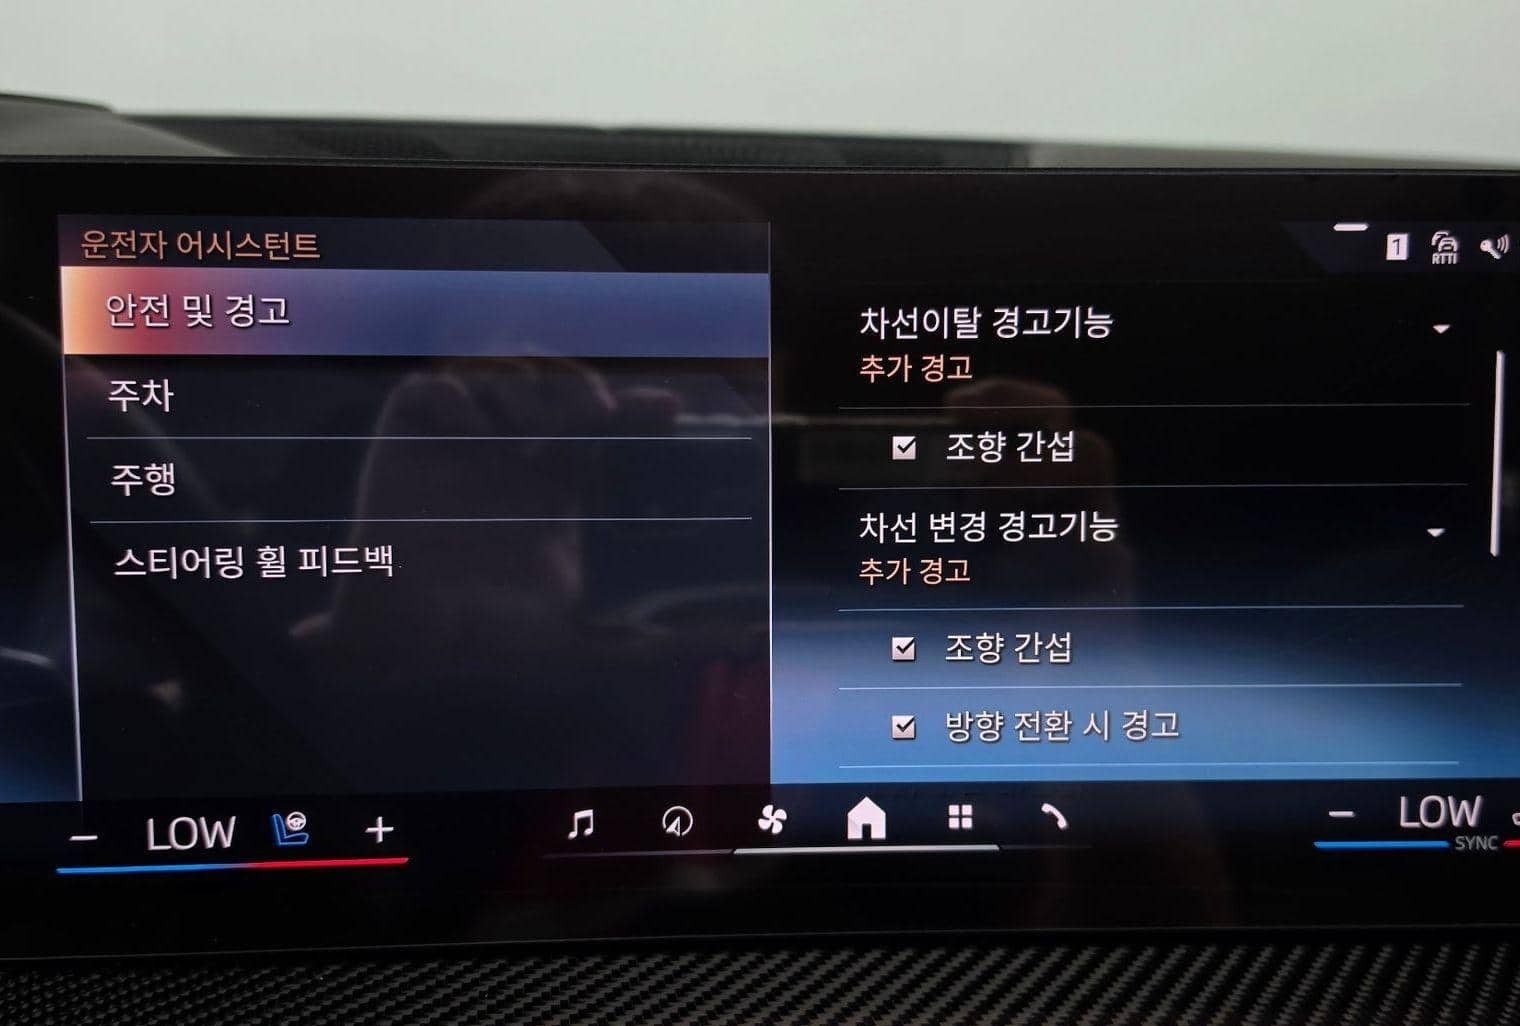 운전자 어시스턴트
안전 및 경고
주차
주행
스티어링 휠 피드백
1
RTTI
차선이탈 경고기능
추가 경고
조향 간섭
차선 변경 경고기능
추가 경고
조향 간섭
방향 전환 시 경고
− LOW +
− LOW
SYNC